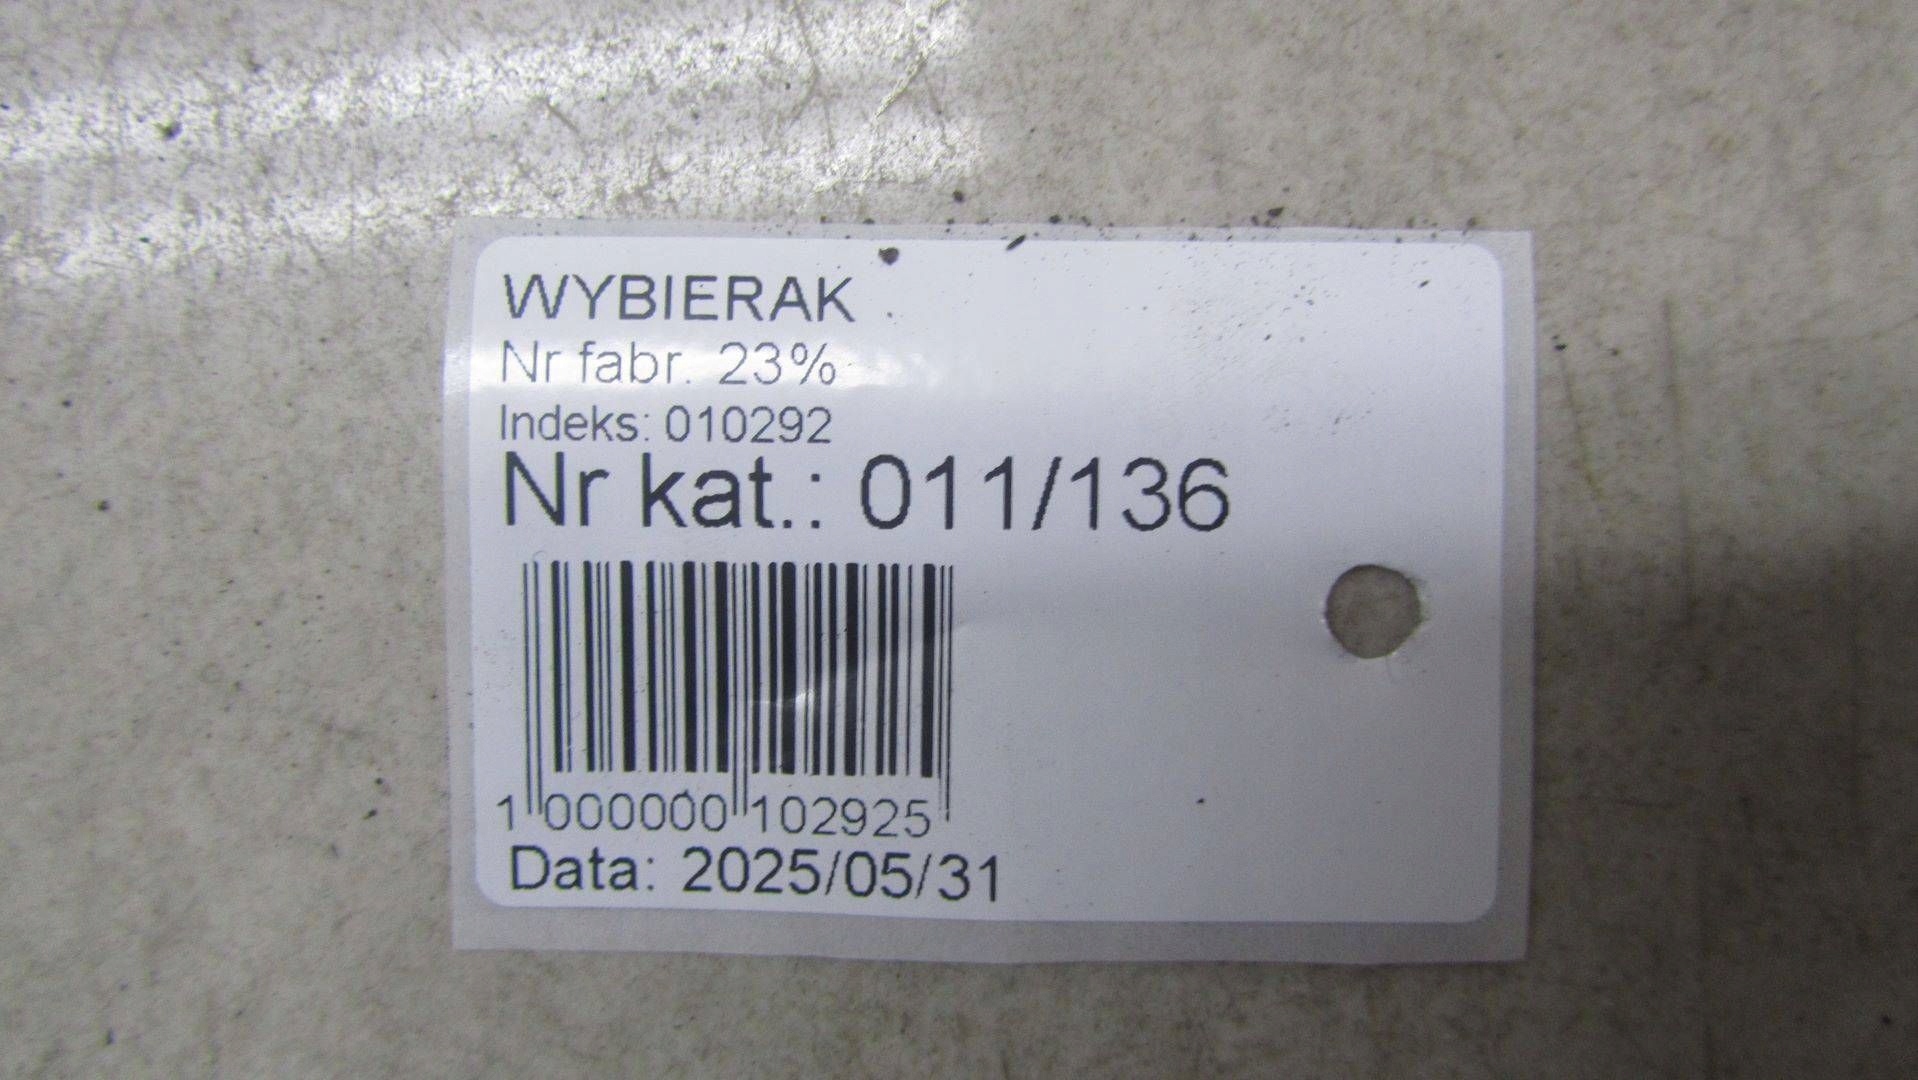 WYBIERAK
Nr fabr. 23%
Indeks: 010292
Nr kat.: 011/136
1 000000 102925
Data: 2025/05/31